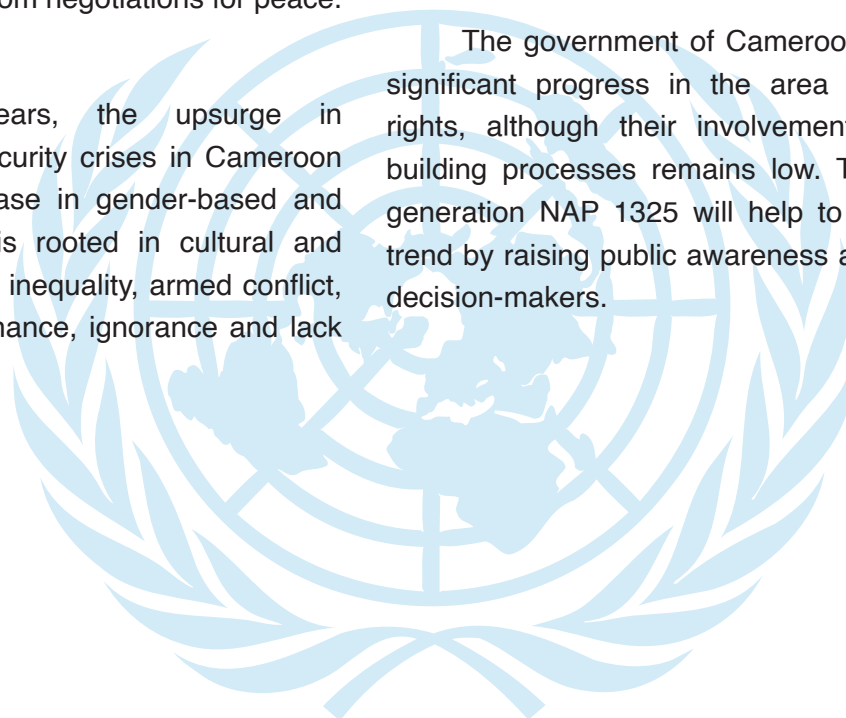 negotiations for peace.
ears, the upsurge in
curity crises in Cameroon
ase in gender-based and
is rooted in cultural and
inequality, armed conflict,
nance, ignorance and lack
The government of Cameroo
significant progress in the area
rights, although their involvement
building processes remains low. T
generation NAP 1325 will help to
trend by raising public awareness a
decision-makers.